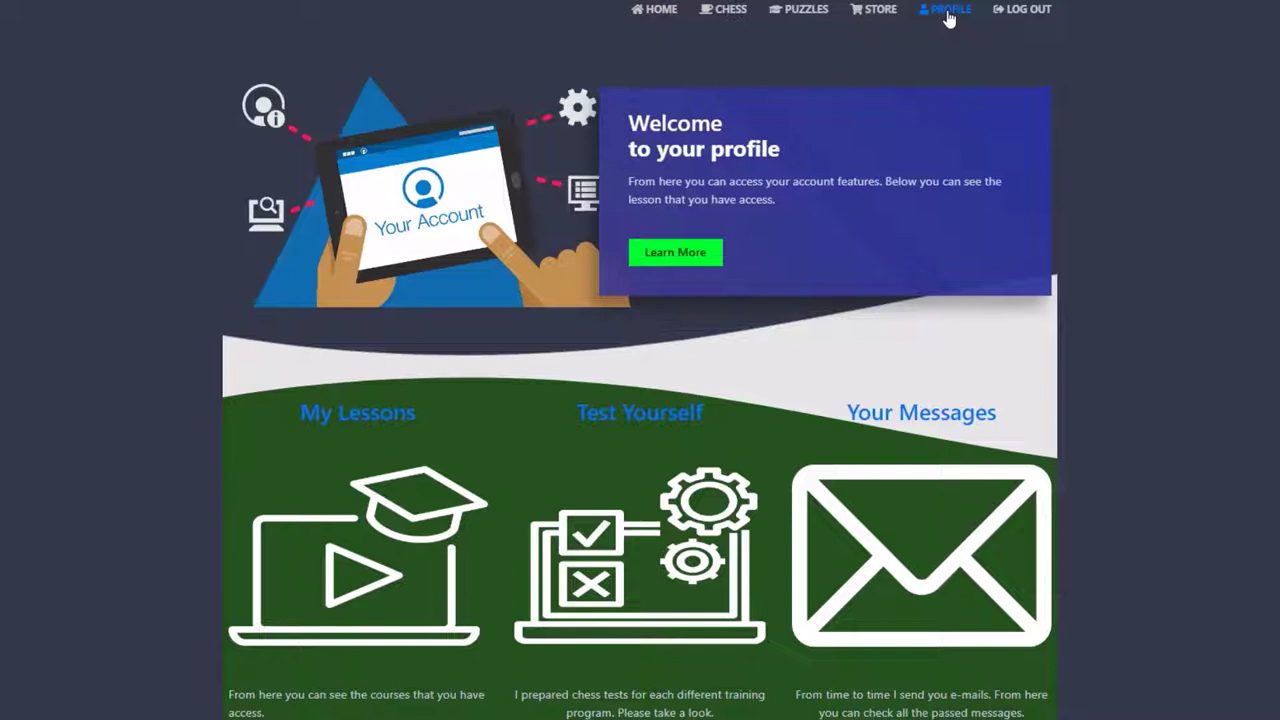 HOME CHESS PUZZLES STORE PROFILE LOG OUT
Welcome
to your profile
From here you can access your account features. Below you can see the
lesson that you have access.
Learn More
Your Account
My Lessons
Test Yourself
Your Messages
From here you can see the courses that you have
access.
I prepared chess tests for each different training
program. Please take a look.
From time to time I send you e-mails. From here
you can check all the passed messages.